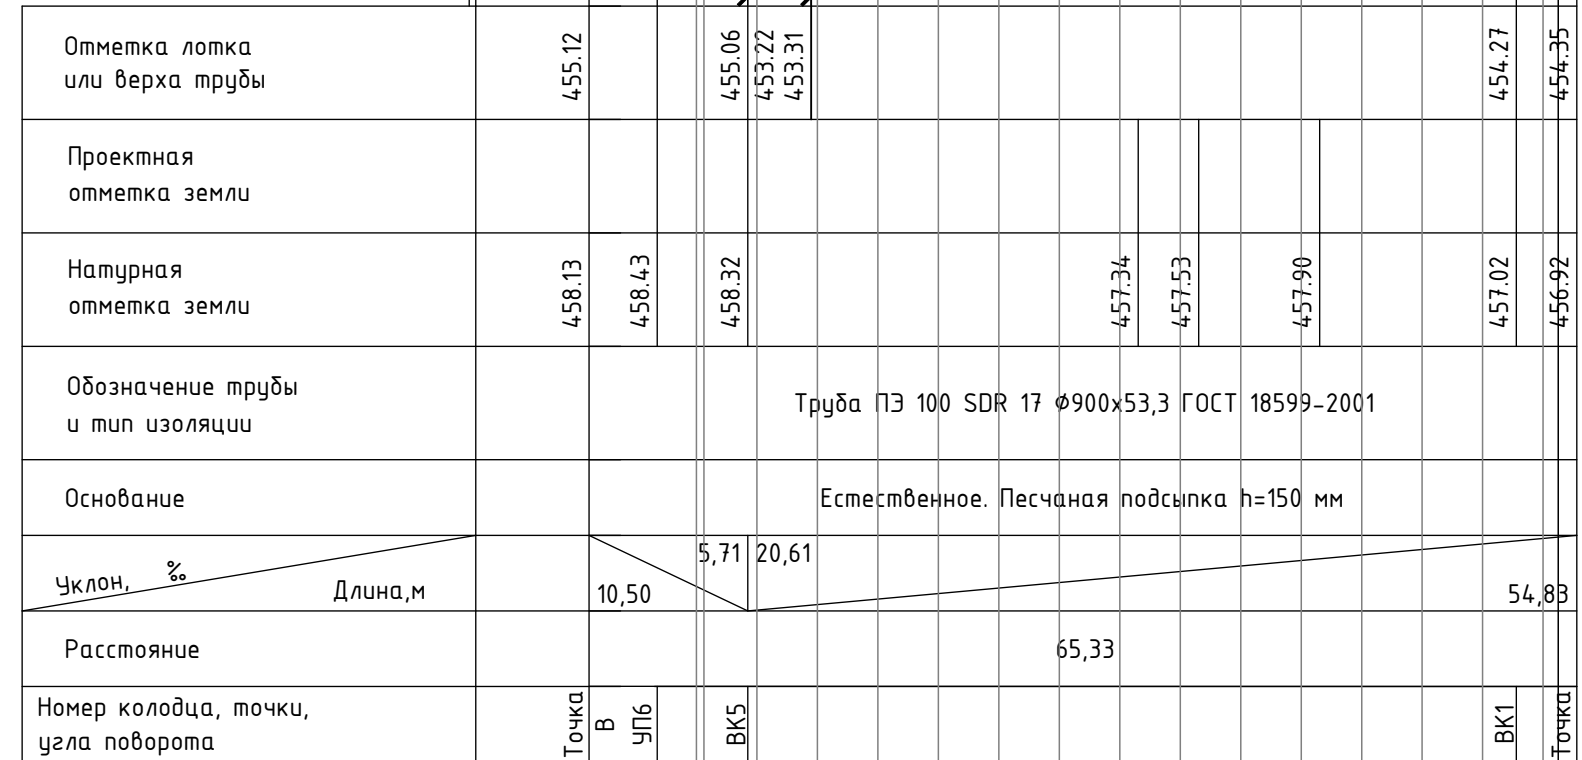 Отметка лотка
или верха трубы
455.12
455.06
453.22
453.31
454.27
454.35
Проектная
отметка земли
Натурная
отметка земли
458.13
458.43
458.32
457.34
457.53
457.90
457.02
456.92
Обозначение трубы
и тип изоляции
Труба ПЭ 100 SDR 17 Ф900х53,3 ГОСТ 18599-2001
Основание
Естественное. Песчаная подсыпка h=150 мм
Уклон, ‰
Длина,м
5,71
20,61
10,50
54,83
Расстояние
65,33
Номер колодца, точки,
угла поворота
Точка
В
УП6
ВК5
ВК1
Точка